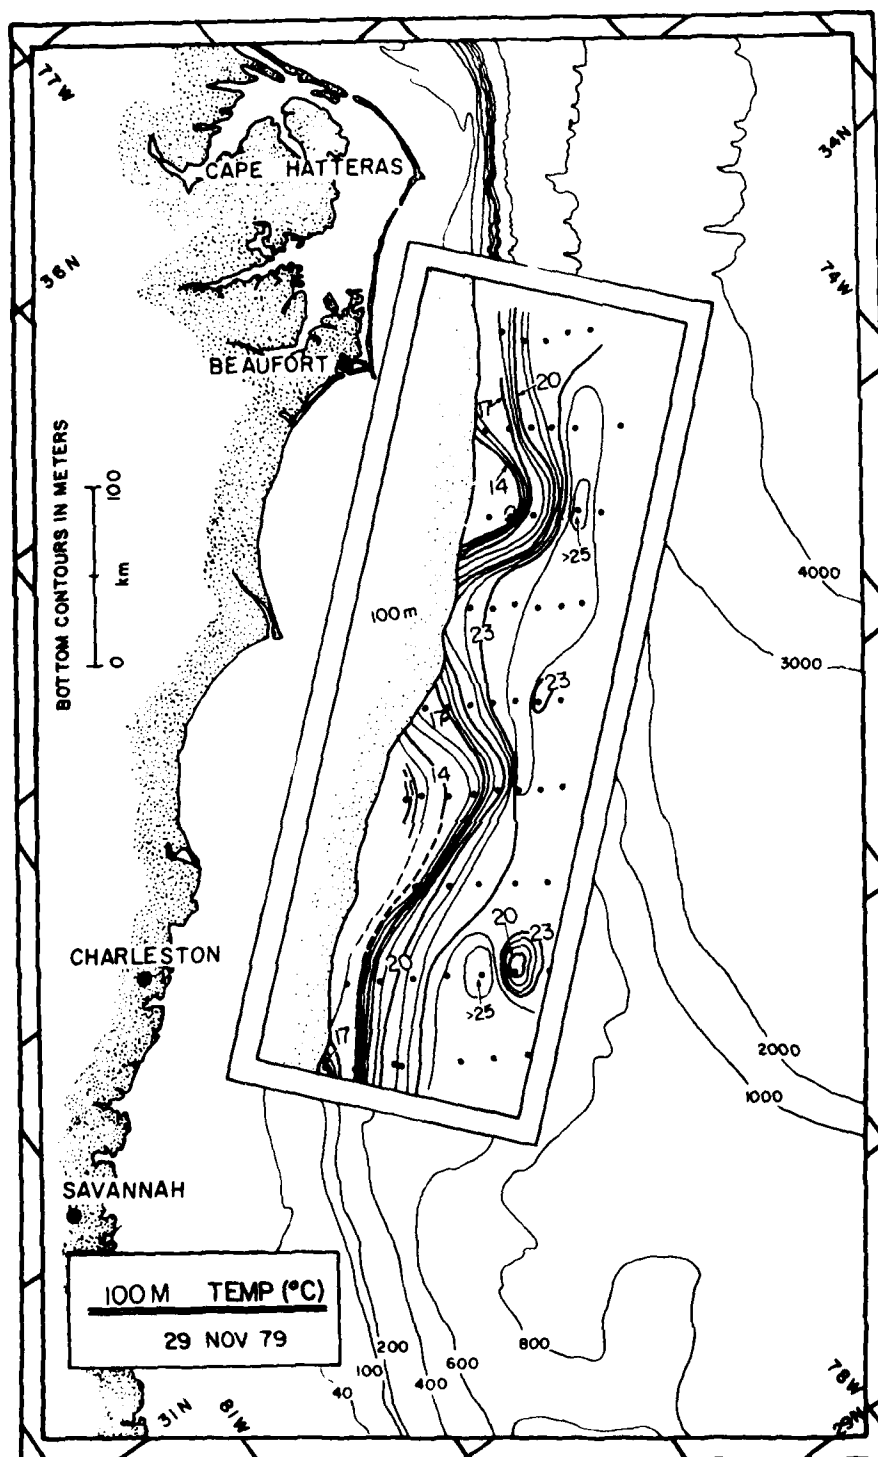 77W
34N
CAPE HATTERAS
36N
74W
BEAUFORT
20
17
14
>25
BOTTOM CONTOURS IN METERS
100
km
0
4000
100m
23
3000
23
17
14
20
23
CHARLESTON
20
>25
17
2000
1000
SAVANNAH
100M TEMP (°C)
29 NOV 79
800
200
600
100
400
40
78W
29N
31N
81W